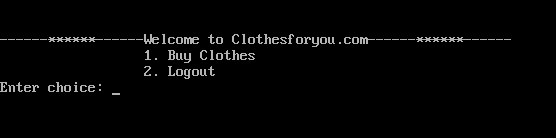 ------******------Welcome to Clothesforyou.com------******------
1. Buy Clothes
2. Logout
Enter choice: _